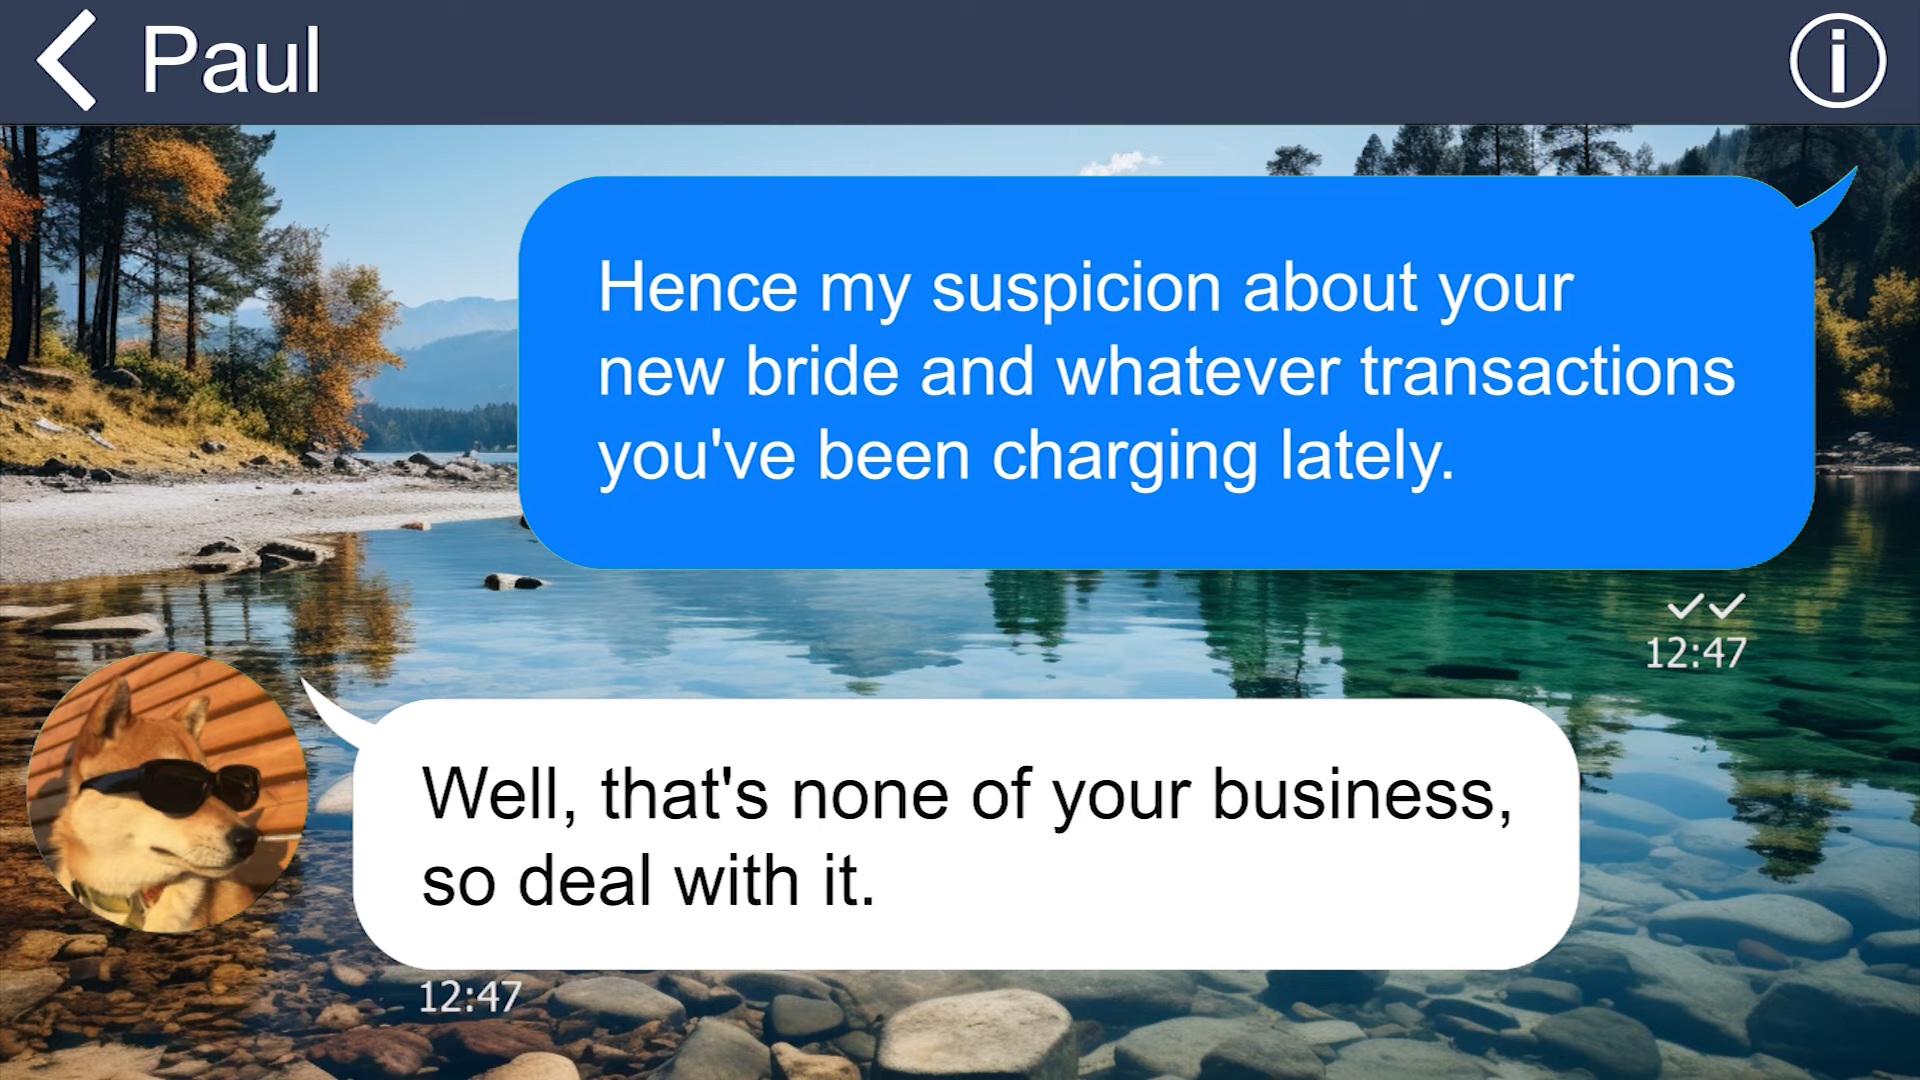 Paul
Hence my suspicion about your
new bride and whatever transactions
you've been charging lately.
12:47
Well, that's none of your business,
so deal with it.
12:47